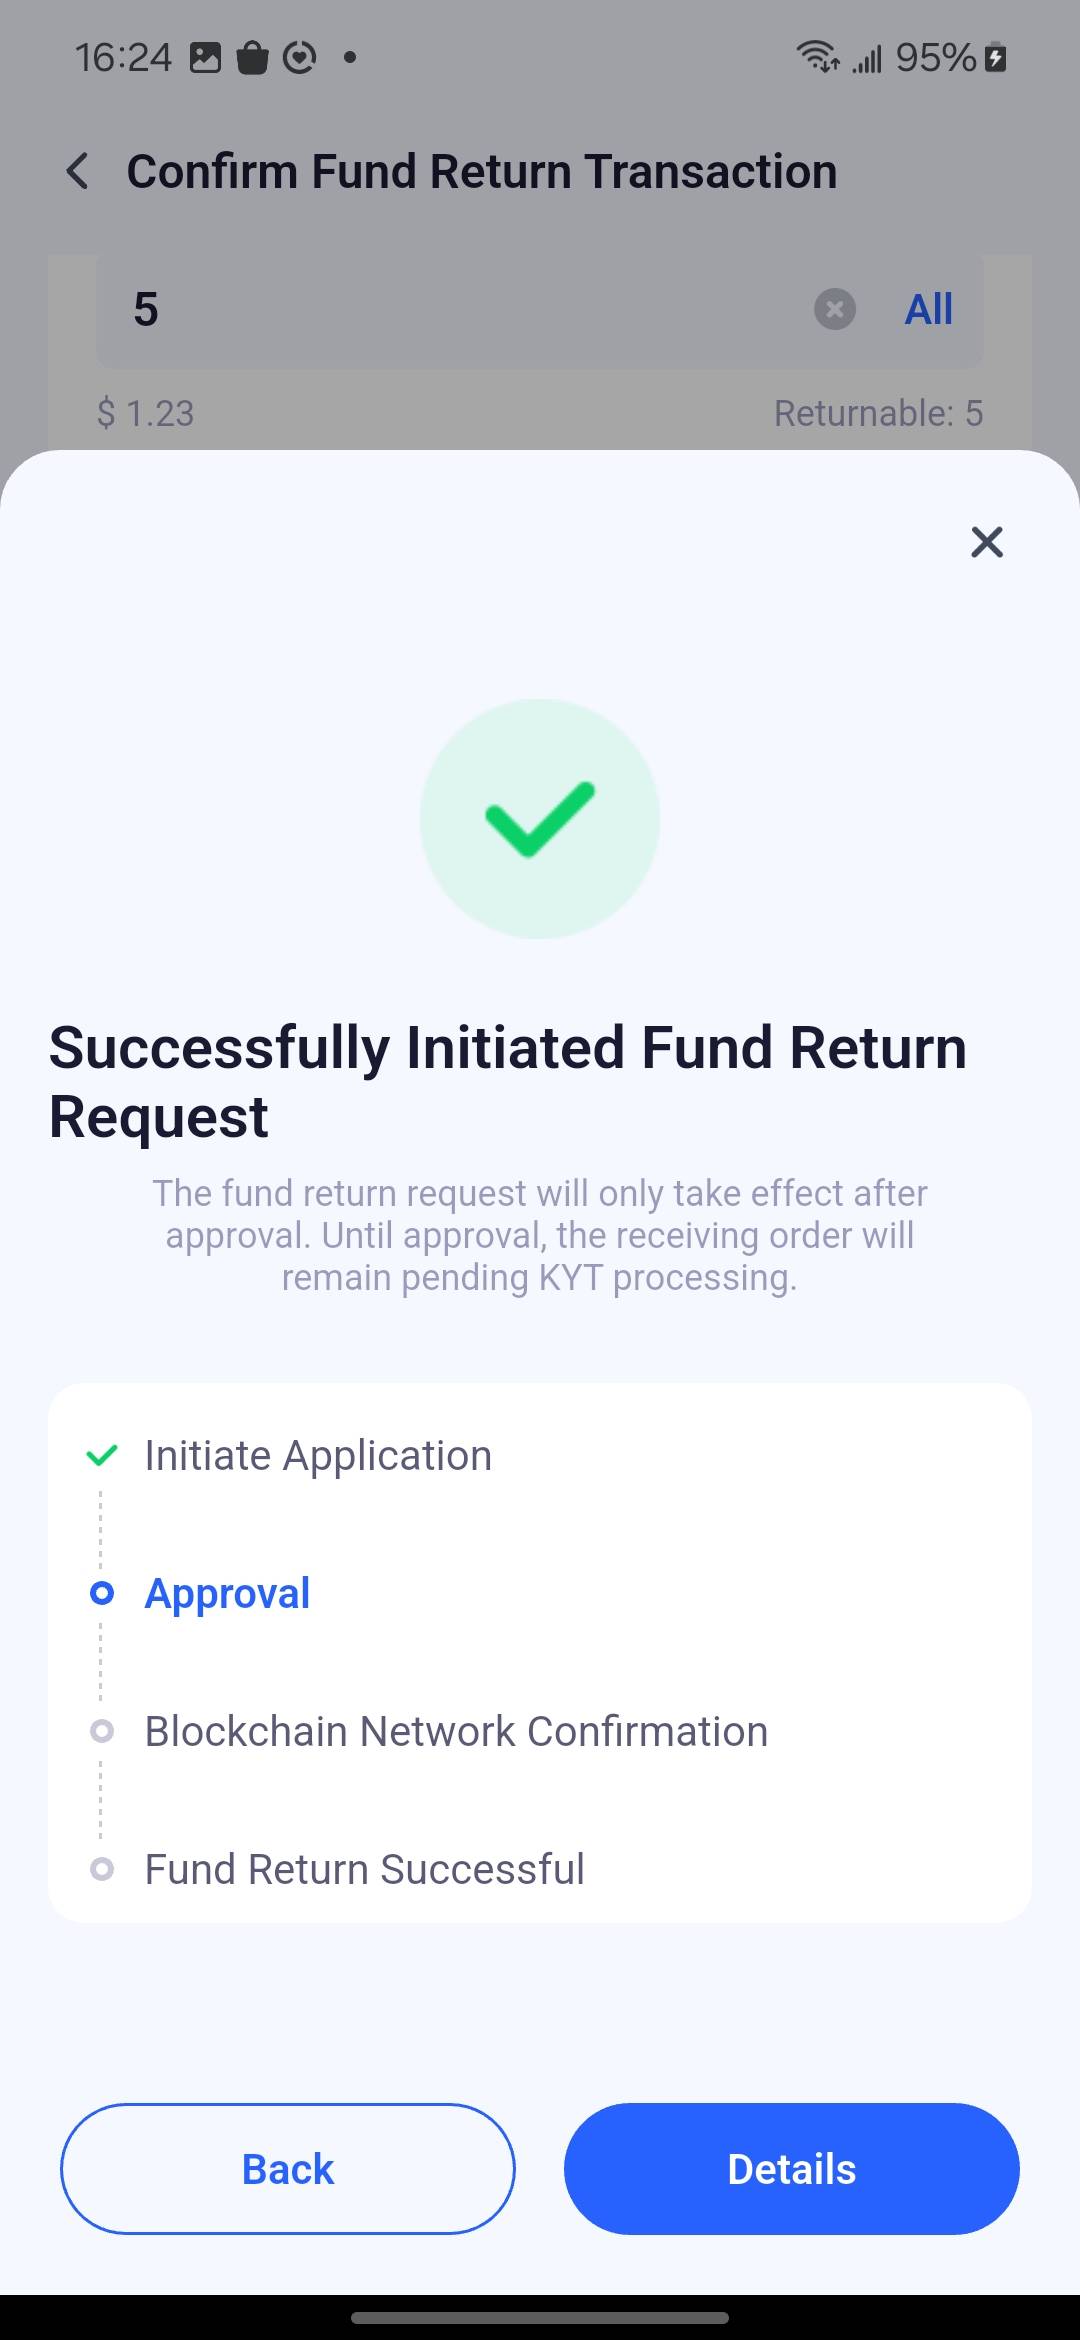 16:24
95%
Confirm Fund Return Transaction
5
All
$ 1.23
Returnable: 5
Successfully Initiated Fund Return
Request
The fund return request will only take effect after
approval. Until approval, the receiving order will
remain pending KYT processing.
Initiate Application
Approval
Blockchain Network Confirmation
Fund Return Successful
Back
Details